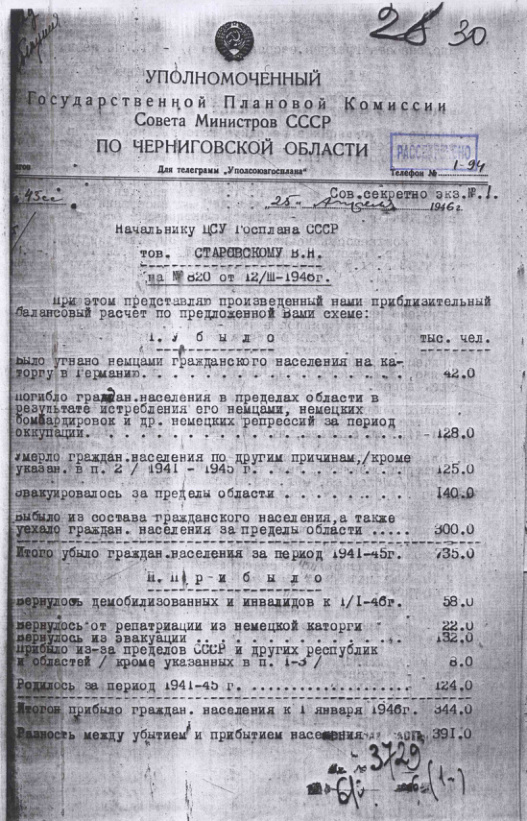 28 30
УПОЛНОМОЧЕННЫЙ
Государственной Плановой Комиссии
Совета Министров СССР
ПО ЧЕРНИГОВСКОЙ ОБЛАСТИ
РАССЕКРЕЧЕНО
Для телеграмм „Уполсоюзгосплана"
Телефон № 1-94
45сс
Сов.секретно экз.№ 1.
25 Апреля 1946г
Начальнику ЦСУ Госплана СССР
тов. СТАРОВСКОМУ В.Н.
на № 820 от 12/Ш-1946г.
При этом представляю произведенный нами приблизительный
балансовый расчет по предложенной Вами схеме:
I. У б ы л о тыс. чел.
Было угнано немцами гражданского населения на ка-
торгу в Германию. . . . . . . . . . . . . . . . 42.0
Погибло граждан.населения в пределах области в
результате истребления его немцами, немецких
бомбардировок и др. немецких репрессий за период
оккупации. . . . . . . . . . . . . . . . . . . 128.0
Умерло граждан.населения по другим причинам,/кроме
указан. в п. 2 / 1941 - 1945 г. . . . . . . . . 125.0
Эвакуировалось за пределы области . . . . . . . 140.0
Выбыло из состава гражданского населения,а также
уехало граждан. населения за пределы области ..... 300.0
Итого убыло граждан.населения за период 1941-45г. 735.0
П. П р и б ы л о
Вернулось демобилизованных и инвалидов к 1/I-46г. 58.0
Вернулось от репатриации из немецкой каторги 22.0
Вернулось из эвакуации . . . . . . . . . . . . 132.0
Прибыло из-за пределов СССР и других республик
и областей / кроме указанных в п. 1-3 / 8.0
Родилось за период 1941-45 г. .................. 124.0
Итогой прибыло граждан. населения к 1 января 1946г. 344.0
Разность между убытием и прибытием населения 391.0
3729